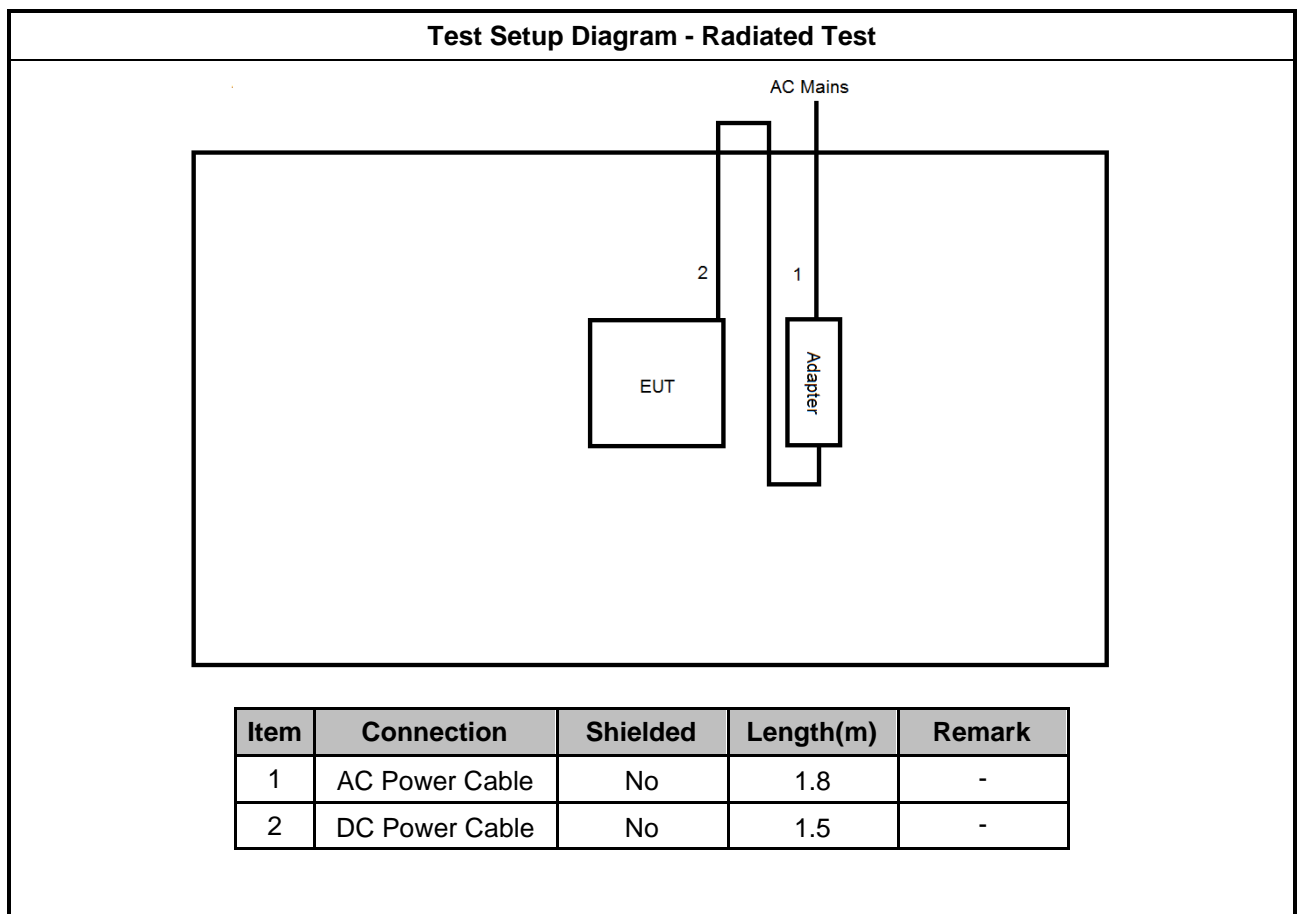 Test Setup Diagram - Radiated Test
AC Mains
2
1
EUT
Adapter
Item Connection Shielded Length(m) Remark
1 AC Power Cable No 1.8 -
2 DC Power Cable No 1.5 -